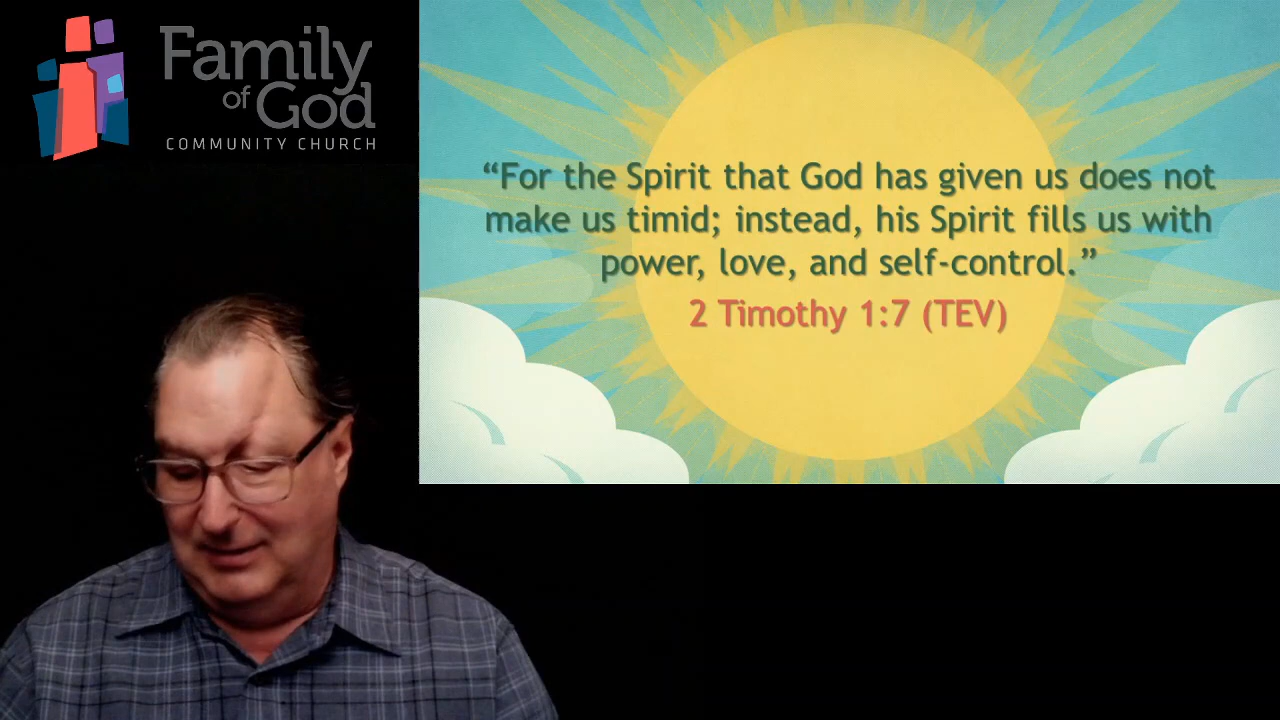 Family
of God
COMMUNITY CHURCH
“For the Spirit that God has given us does not
make us timid; instead, his Spirit fills us with
power, love, and self-control.”
2 Timothy 1:7 (TEV)